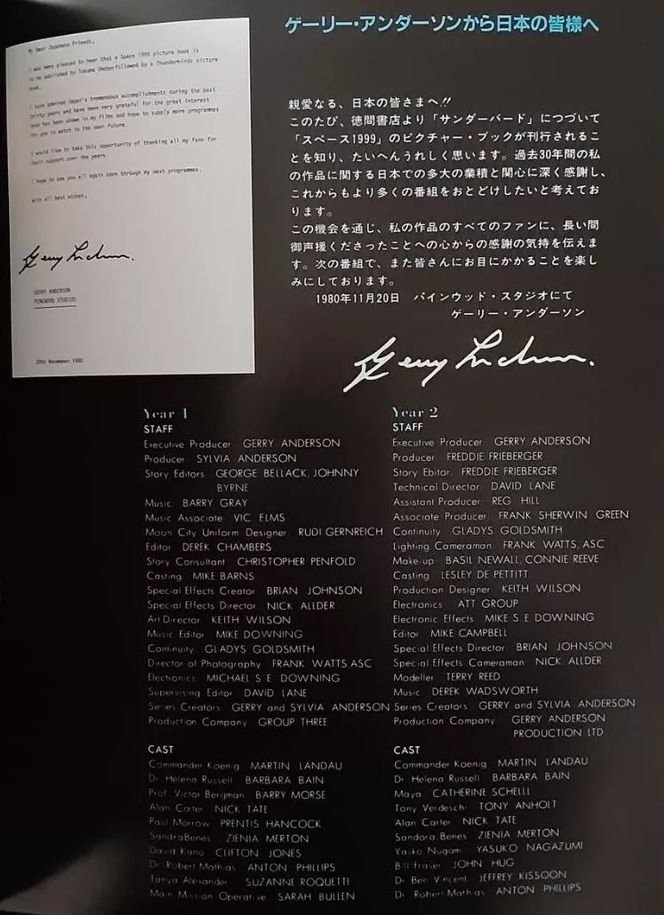 ゲーリー・アンダーソンから日本の皆様へ
My Dear Japanese Friends,
I was very pleased to hear that a Space 1999 picture book is
to be published by Tokuma Shoten followed by a Thunderbirds picture
book.
I have admired Japan's tremendous accomplishments during the past
thirty years and have been very grateful for the great interest
that has been shown in my films and hope to supply more programmes
for you to watch in the near future.
I would like to take this opportunity of thanking all my fans for
their support over the years.
I hope to see you all again soon through my next programmes.
With all best wishes,
GERRY ANDERSON
PINEWOOD STUDIOS
20th November 1980
親愛なる、日本の皆さまへ!!
このたび、徳間書店より「サンダーバード」につづいて
「スペース1999」のピクチャー・ブックが刊行されるこ
とを知り、たいへんうれしく思います。過去30年間の私
の作品に関する日本での多大の業積と関心に深く感謝し、
これからもより多くの番組をおとどけしたいと考えてお
ります。
この機会を通じ、私の作品のすべてのファンに、長い間
御声援くださったことへの心からの感謝の気持を伝えま
す。次の番組で、また皆さんにお目にかかることを楽し
みにしております。
1980年11月20日 パインウッド・スタジオにて
ゲーリー・アンダーソン
Year 1
STAFF
Executive Producer GERRY ANDERSON
Producer SYLVIA ANDERSON
Story Editors GEORGE BELLACK, JOHNNY
BYRNE
Music BARRY GRAY
Music Associate VIC ELMS
Moon City Uniform Designer RUDI GERNREICH
Editor DEREK CHAMBERS
Story Consultant CHRISTOPHER PENFOLD
Casting MIKE BARNS
Special Effects Creator BRIAN JOHNSON
Special Effects Director NICK ALLDER
Art Director KEITH WILSON
Music Editor MIKE DOWNING
Continuity GLADYS GOLDSMITH
Director of Photography FRANK WATTS ASC
Electronics MICHAEL S E DOWNING
Supervising Editor DAVID LANE
Series Creators GERRY and SYLVIA ANDERSON
Production Company GROUP THREE
CAST
Commander Koenig MARTIN LANDAU
Dr Helena Russell BARBARA BAIN
Prof Victor Bergman BARRY MORSE
Alan Carter NICK TATE
Paul Morrow PRENTIS HANCOCK
Sandra Benes ZIENIA MERTON
David Kano CLIFTON JONES
Dr Robert Mathias ANTON PHILLIPS
Tanya Alexander SUZANNE ROQUETTE
Main Mission Operative SARAH BULLEN
Year 2
STAFF
Executive Producer GERRY ANDERSON
Producer FREDDIE FRIEBERGER
Story Ebitor FREDDIE FRIEBERGER
Technical Director DAVID LANE
Assistant Producer REG HILL
Associate Producer FRANK SHERWIN GREEN
Continuity GLADYS GOLDSMITH
Lighting Cameraman FRANK WATTS, ASC
Make-up BASIL NEWALL, CONNIE REEVE
Casting LESLEY DE PETTITT
Production Designer KEITH WILSON
Electronics ATT GROUP
Electronic Effects MIKE S E DOWNING
Editor MIKE CAMPBELL
Special Effects Director BRIAN JOHNSON
Special Effects Cameraman NICK ALLDER
Modeller TERRY REED
Music DEREK WADSWORTH
Series Creators GERRY and SYLVIA ANDERSON
Production Company GERRY ANDERSON
PRODUCTION LTD
CAST
Commander Koenig MARTIN LANDAU
Dr Helena Russell BARBARA BAIN
Maya CATHERINE SCHELLI
Tony Verdeschi TONY ANHOLT
Alan Carter NICK TATE
Sandara Benes ZIENIA MERTON
Yasko Nugam YASUKO NAGAZUMI
Bill Fraser JOHN HUG
Dr Ben Vincent JEFFREY KISSOON
Dr Robert Mathias ANTON PHILLIPS